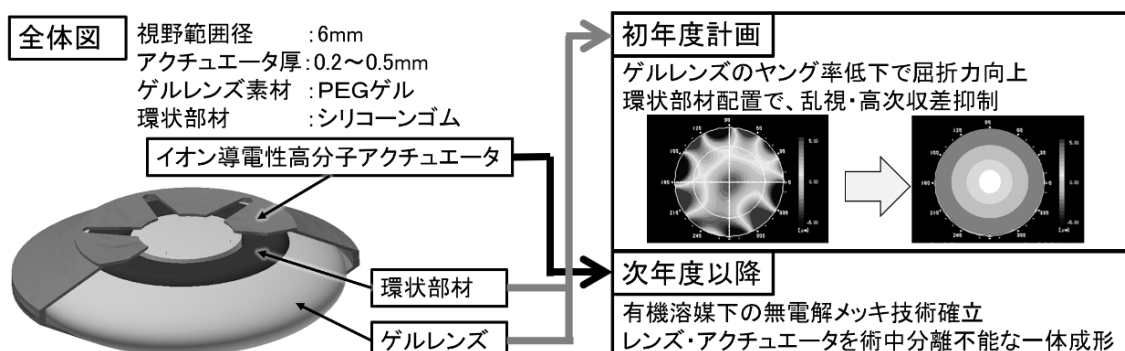 全体図
視野範囲径 :6mm
アクチュエータ厚:0.2～0.5mm
ゲルレンズ素材 :PEGゲル
環状部材 :シリコーンゴム
イオン導電性高分子アクチュエータ
環状部材
ゲルレンズ
初年度計画
ゲルレンズのヤング率低下で屈折力向上
環状部材配置で、乱視・高次収差抑制
次年度以降
有機溶媒下の無電解メッキ技術確立
レンズ・アクチュエータを術中分離不能な一体成形